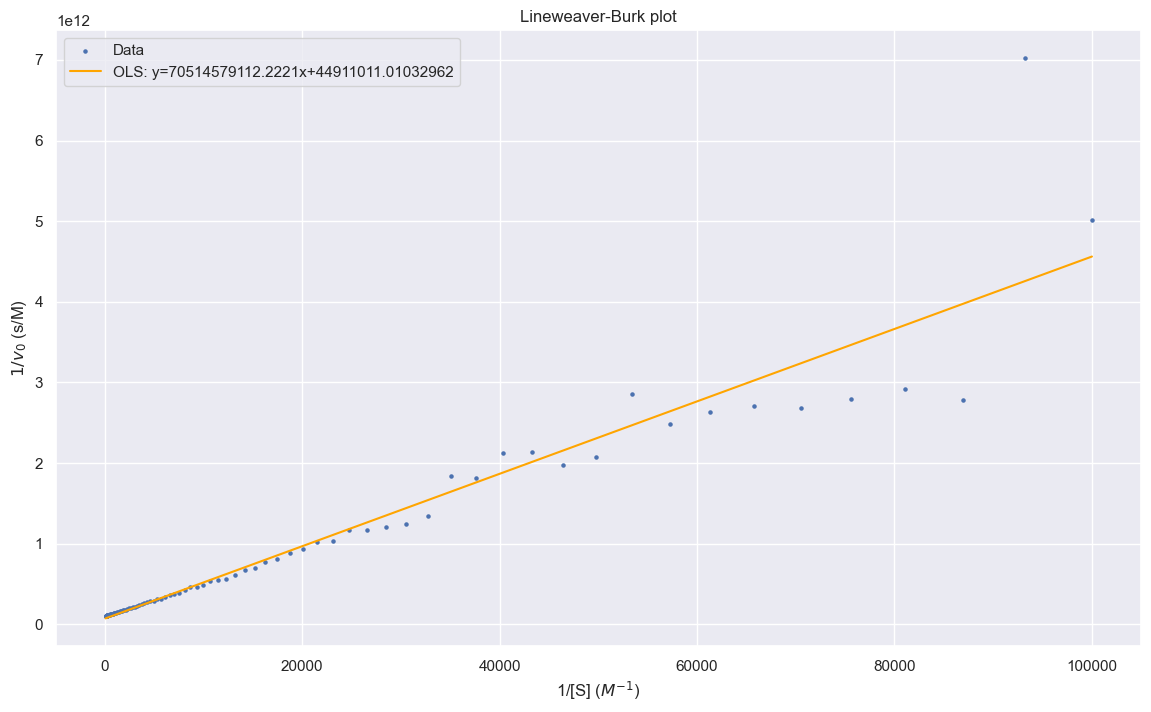 Lineweaver-Burk plot
1e12
Data
OLS: y=70514579112.2221x+44911011.01032962
7
6
5
4
3
2
1
0
1/v₀ (s/M)
0 20000 40000 60000 80000 100000
1/[S] (M⁻¹)